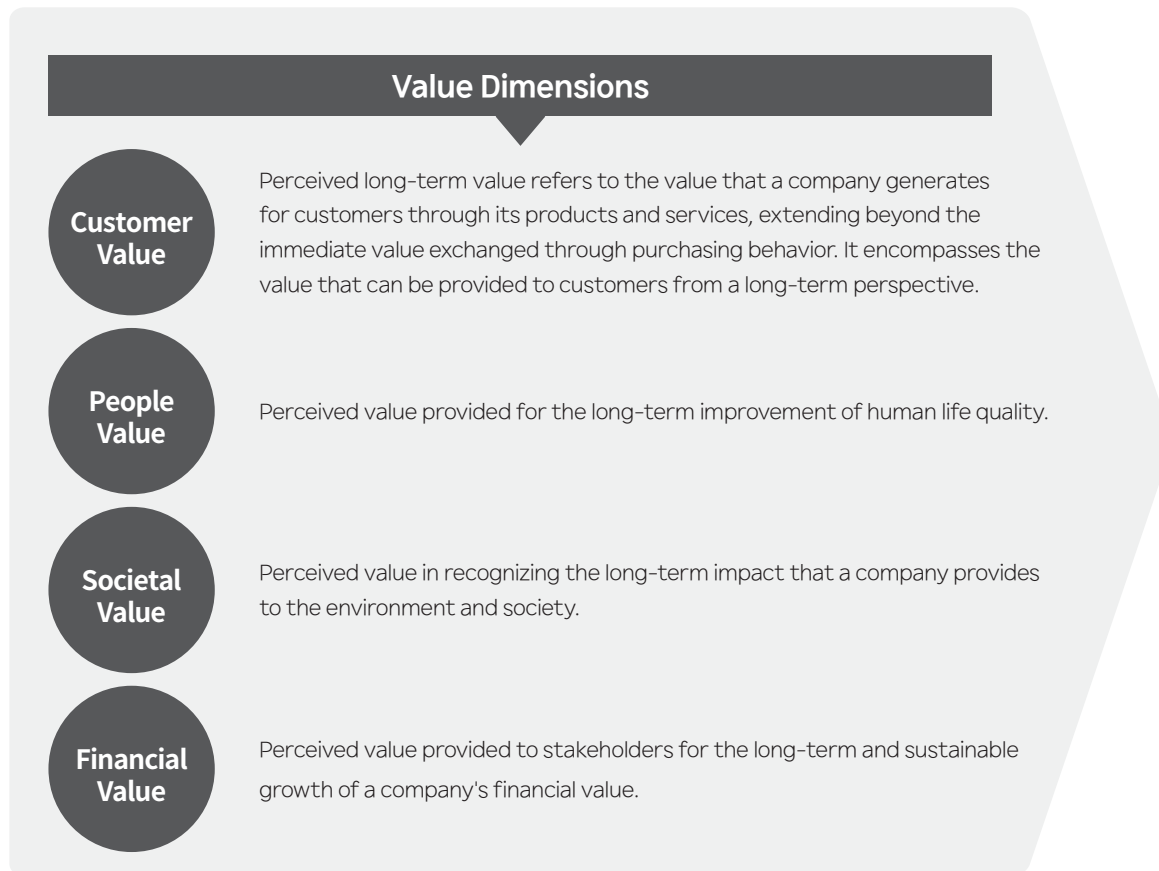 Value Dimensions
Customer
Value
Perceived long-term value refers to the value that a company generates
for customers through its products and services, extending beyond the
immediate value exchanged through purchasing behavior. It encompasses the
value that can be provided to customers from a long-term perspective.
People
Value
Perceived value provided for the long-term improvement of human life quality.
Societal
Value
Perceived value in recognizing the long-term impact that a company provides
to the environment and society.
Financial
Value
Perceived value provided to stakeholders for the long-term and sustainable
growth of a company's financial value.